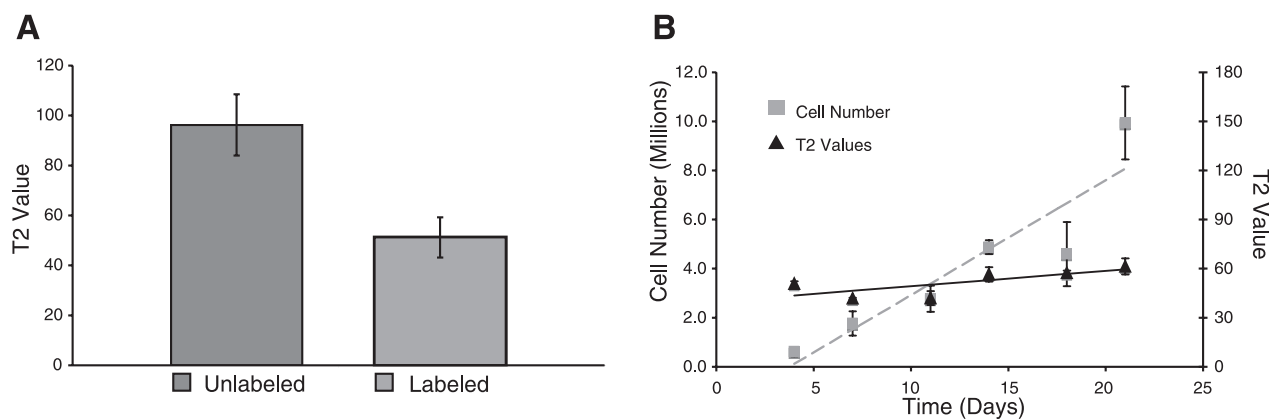 A
T2 Value
120
100
80
60
40
20
0
Unlabeled
Labeled
B
Cell Number (Millions)
12.0
10.0
8.0
6.0
4.0
2.0
0.0
Cell Number
T2 Values
180
150
120
90
60
30
0
T2 Value
0
5
10
15
20
25
Time (Days)